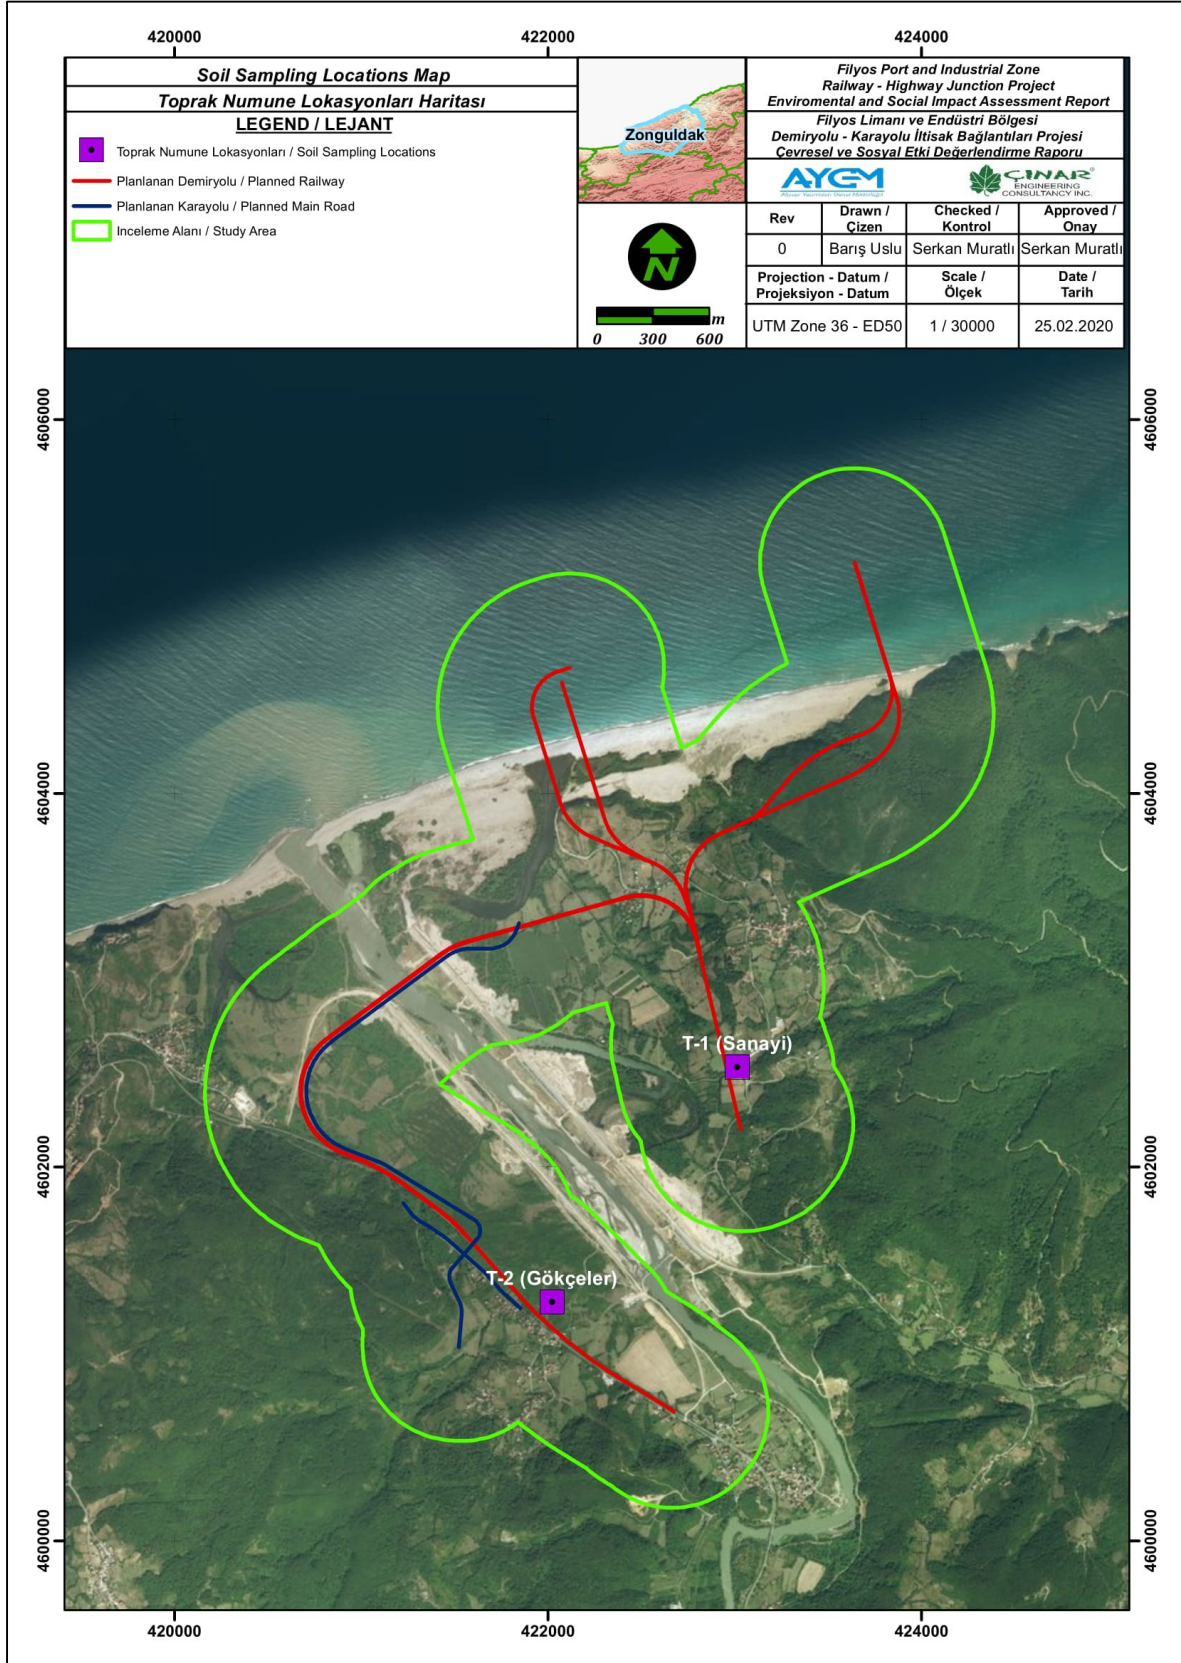 420000
422000
424000
Soil Sampling Locations Map
Toprak Numune Lokasyonları Haritası
LEGEND / LEJANT
Toprak Numune Lokasyonları / Soil Sampling Locations
Planlanan Demiryolu / Planned Railway
Planlanan Karayolu / Planned Main Road
İnceleme Alanı / Study Area
Zonguldak
N
m
0 300 600
Filyos Port and Industrial Zone
Railway - Highway Junction Project
Enviromental and Social Impact Assessment Report
Filyos Limanı ve Endüstri Bölgesi
Demiryolu - Karayolu İltisak Bağlantıları Projesi
Çevresel ve Sosyal Etki Değerlendirme Raporu
AYGM
ÇINAR
ENGINEERING
CONSULTANCY INC.
Rev
Drawn /
Çizen
Checked /
Kontrol
Approved /
Onay
0
Barış Uslu
Serkan Muratlı
Serkan Muratlı
Projection - Datum /
Projeksiyon - Datum
Scale /
Ölçek
Date /
Tarih
UTM Zone 36 - ED50
1 / 30000
25.02.2020
4606000
4606000
4604000
4604000
T-1 (Sanayi)
4602000
4602000
T-2 (Gökçeler)
4600000
4600000
420000
422000
424000